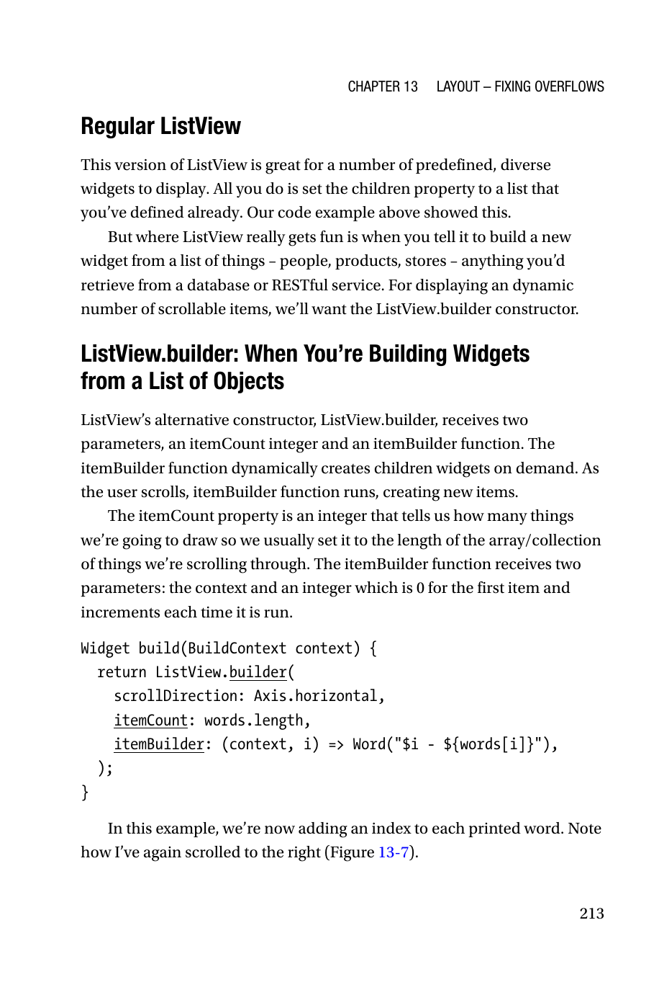 CHAPTER 13 LAYOUT – FIXING OVERFLOWS
Regular ListView
This version of ListView is great for a number of predefined, diverse
widgets to display. All you do is set the children property to a list that
you’ve defined already. Our code example above showed this.
But where ListView really gets fun is when you tell it to build a new
widget from a list of things – people, products, stores – anything you’d
retrieve from a database or RESTful service. For displaying an dynamic
number of scrollable items, we’ll want the ListView.builder constructor.
ListView.builder: When You’re Building Widgets
from a List of Objects
ListView’s alternative constructor, ListView.builder, receives two
parameters, an itemCount integer and an itemBuilder function. The
itemBuilder function dynamically creates children widgets on demand. As
the user scrolls, itemBuilder function runs, creating new items.
The itemCount property is an integer that tells us how many things
we’re going to draw so we usually set it to the length of the array/collection
of things we’re scrolling through. The itemBuilder function receives two
parameters: the context and an integer which is 0 for the first item and
increments each time it is run.
Widget build(BuildContext context) {
  return ListView.builder(
    scrollDirection: Axis.horizontal,
    itemCount: words.length,
    itemBuilder: (context, i) => Word("$i - ${words[i]}"),
  );
}
In this example, we’re now adding an index to each printed word. Note
how I’ve again scrolled to the right (Figure 13-7).
213